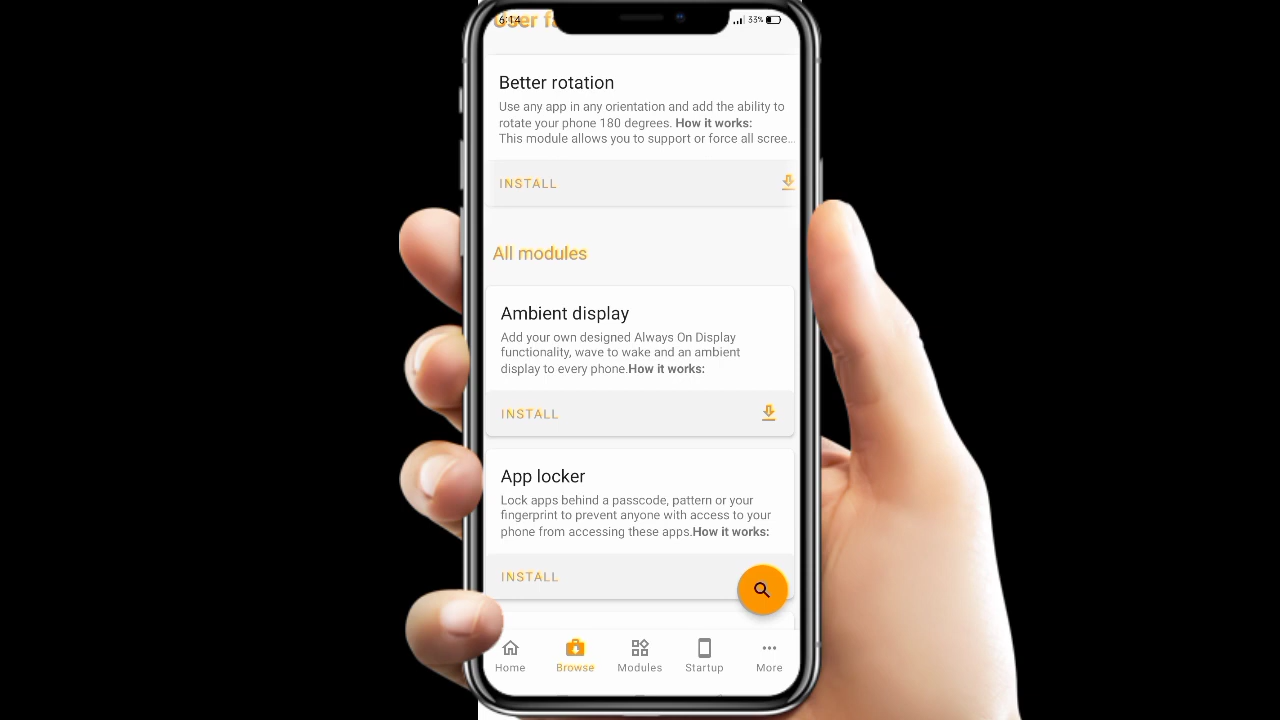 6:14
User fa
33%
Better rotation
Use any app in any orientation and add the ability to
rotate your phone 180 degrees. How it works:
This module allows you to support or force all scree...
INSTALL
All modules
Ambient display
Add your own designed Always On Display
functionality, wave to wake and an ambient
display to every phone.How it works:
INSTALL
App locker
Lock apps behind a passcode, pattern or your
fingerprint to prevent anyone with access to your
phone from accessing these apps.How it works:
INSTALL
Home Browse Modules Startup More